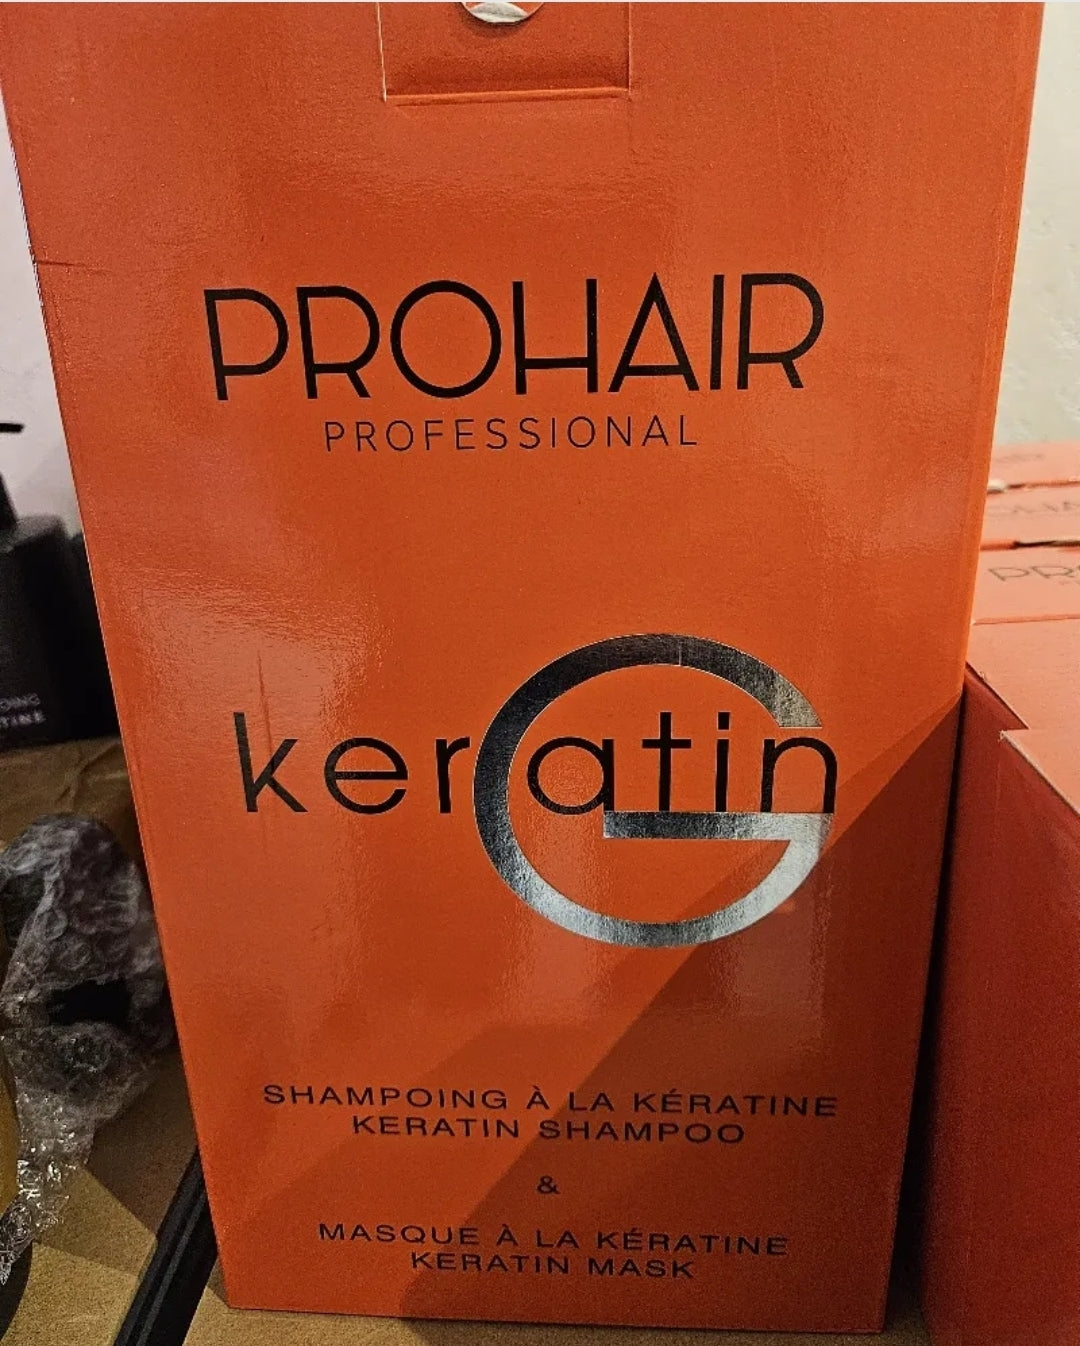 PROHAIR
PROFESSIONAL
keratin
G
SHAMPOING À LA KÉRATINE
KERATIN SHAMPOO
&
MASQUE À LA KÉRATINE
KERATIN MASK